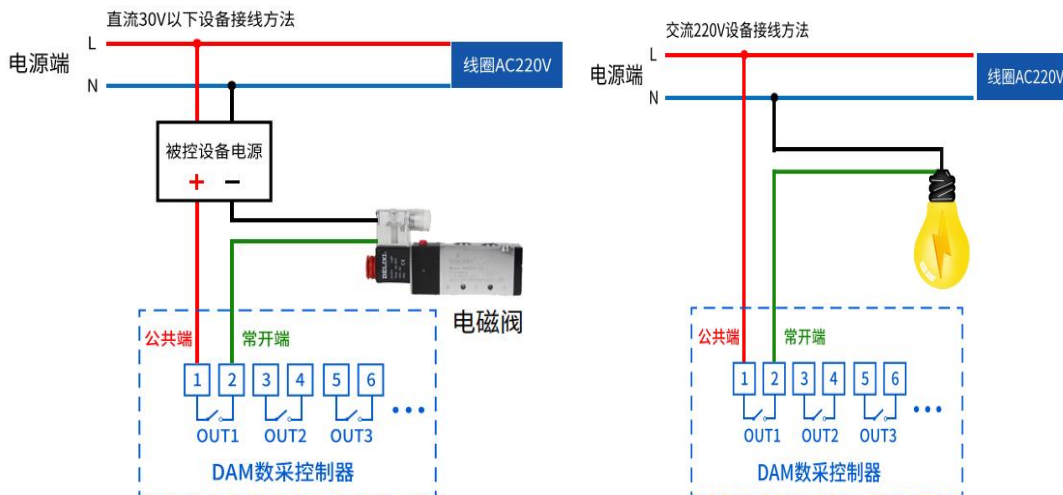 直流30V以下设备接线方法
电源端
L
N
线圈AC220V
被控设备电源
+ −
DELIXI
电磁阀
公共端
常开端
1 2 3 4 5 6
OUT1 OUT2 OUT3
DAM数采控制器
交流220V设备接线方法
电源端
L
N
线圈AC220V
公共端
常开端
1 2 3 4 5 6
OUT1 OUT2 OUT3
DAM数采控制器